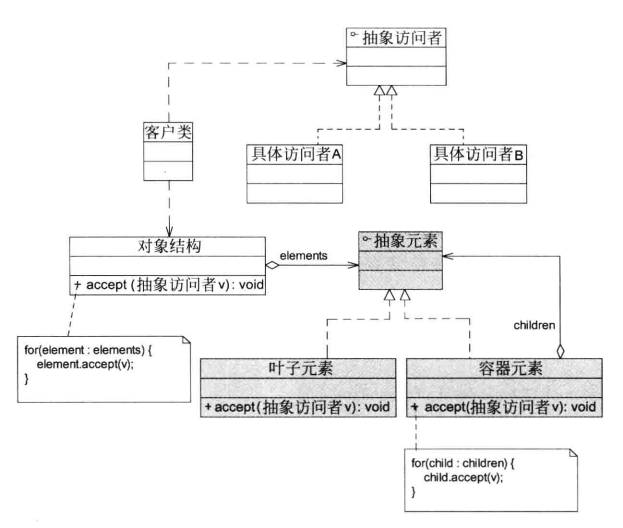 抽象访问者
客户类
具体访问者A
具体访问者B
对象结构
+ accept (抽象访问者v): void
elements
抽象元素
children
for(element : elements) {
element.accept(v);
}
叶子元素
+accept(抽象访问者v): void
容器元素
+ accept(抽象访问者v): void
for(child : children) {
child.accept(v);
}